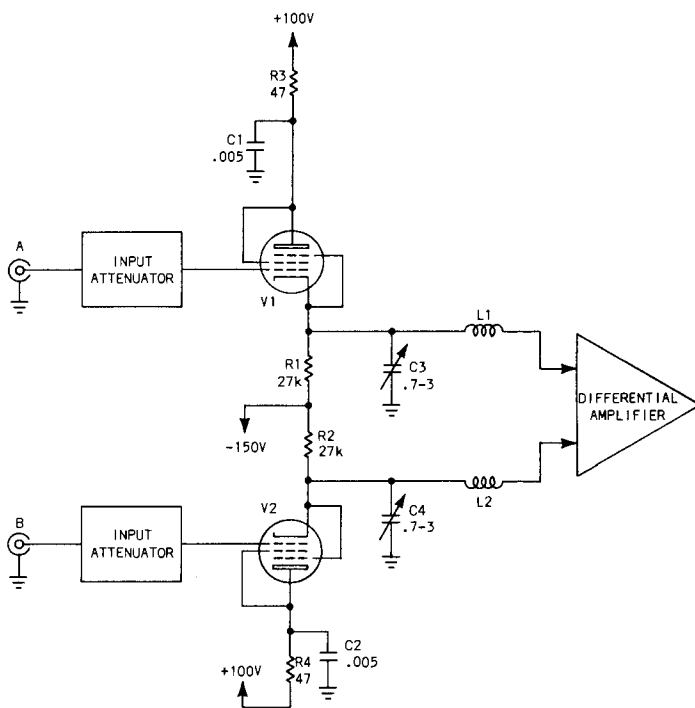 +100V
R3
47
C1
.005
A
INPUT
ATTENUATOR
V1
L1
R1
27k
C3
.7-3
-150V
DIFFERENTIAL
AMPLIFIER
R2
27k
V2
L2
B
INPUT
ATTENUATOR
C4
.7-3
+100V
R4
47
C2
.005